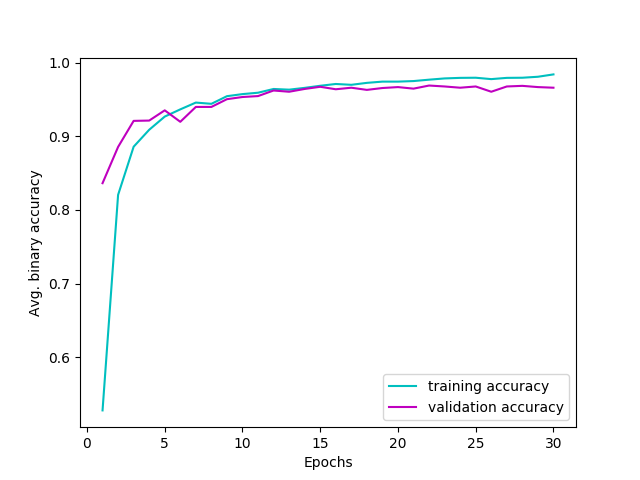 1.0
0.9
0.8
0.7
0.6
Avg. binary accuracy
training accuracy
validation accuracy
0 5 10 15 20 25 30
Epochs